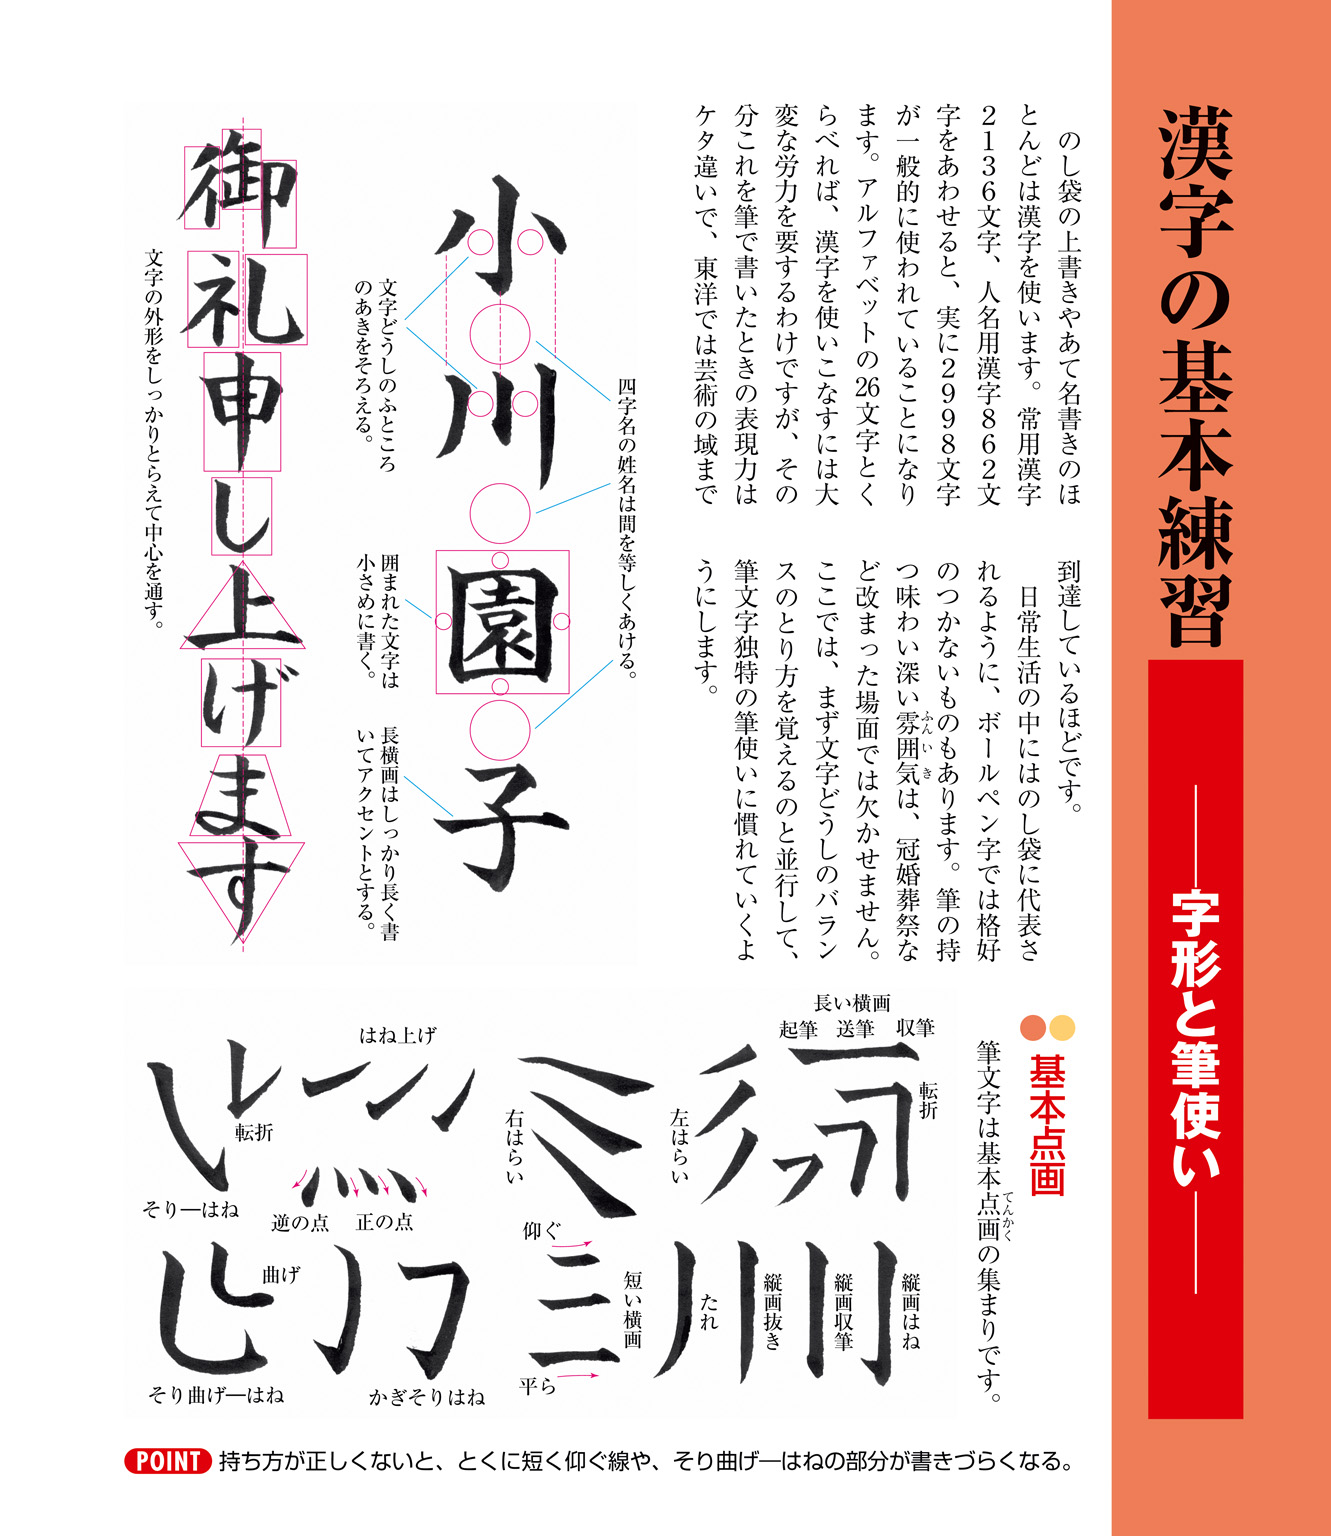 漢字の基本練習
――字形と筆使い――
のし袋の上書きやあて名書きのほ
とんどは漢字を使います。常用漢字
2136文字、人名用漢字862文
字をあわせると、実に2998文字
が一般的に使われていることになり
ます。アルファベットの26文字とく
らべれば、漢字を使いこなすには大
変な労力を要するわけですが、その
分これを筆で書いたときの表現力は
ケタ違いで、東洋では芸術の域まで
到達しているほどです。
日常生活の中にはのし袋に代表さ
れるように、ボールペン字では格好
のつかないものもあります。筆の持
つ味わい深い雰囲気は、冠婚葬祭な
ふんいき
ど改まった場面では欠かせません。
ここでは、まず文字どうしのバラン
スのとり方を覚えるのと並行して、
筆文字独特の筆使いに慣れていくよ
うにします。
四字名の姓名は間を等しくあける。
小川園子
文字どうしのふところ
のあきをそろえる。
囲まれた文字は
小さめに書く。
長横画はしっかり長く書
いてアクセントとする。
御礼申し上げます
文字の外形をしっかりとらえて中心を通す。
基本点画
筆文字は基本点画の集まりです。
てんかく
長い横画
起筆 送筆 収筆
転折
左はらい
右はらい
はね上げ
転折
そり―はね
逆の点
正の点
縦画はね
縦画収筆
縦画抜き
たれ
仰ぐ
短い横画
平ら
かぎそりはね
曲げ
そり曲げ―はね
POINT 持ち方が正しくないと、とくに短く仰ぐ線や、そり曲げ―はねの部分が書きづらくなる。